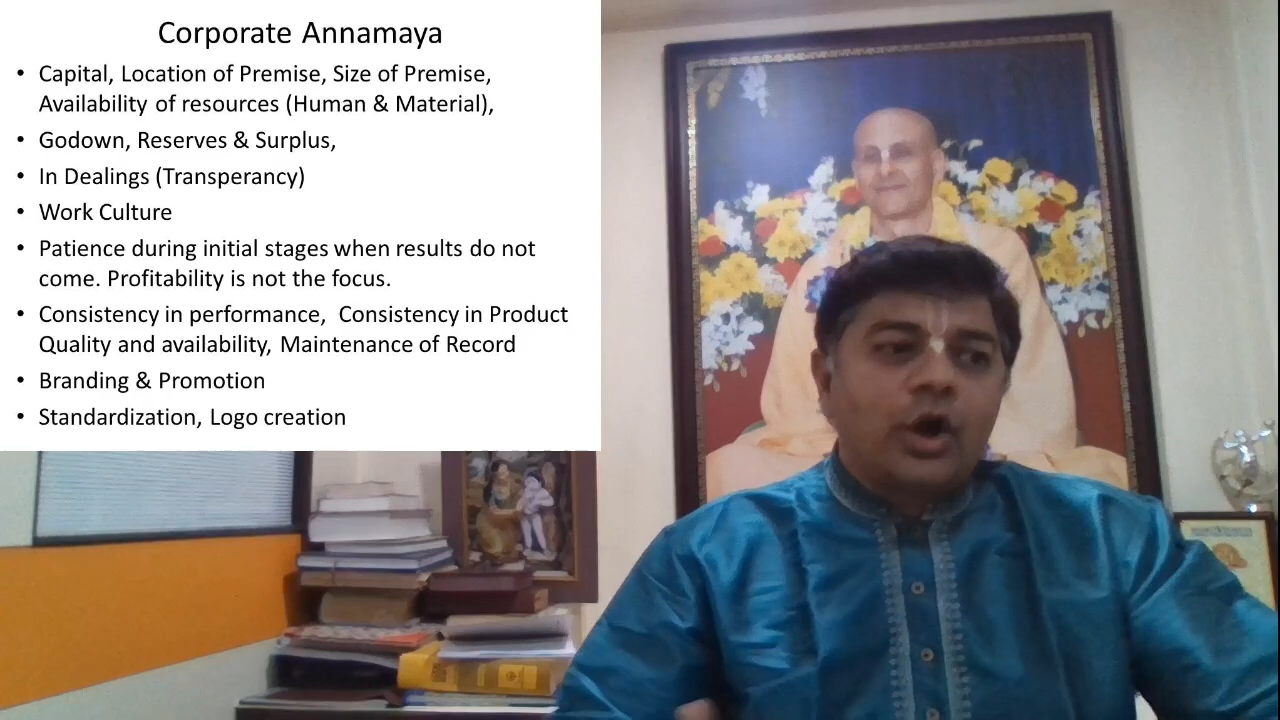 Corporate Annamaya
• Capital, Location of Premise, Size of Premise,
Availability of resources (Human & Material),
• Godown, Reserves & Surplus,
• In Dealings (Transperancy)
• Work Culture
• Patience during initial stages when results do not
come. Profitability is not the focus.
• Consistency in performance,  Consistency in Product
Quality and availability, Maintenance of Record
• Branding & Promotion
• Standardization, Logo creation